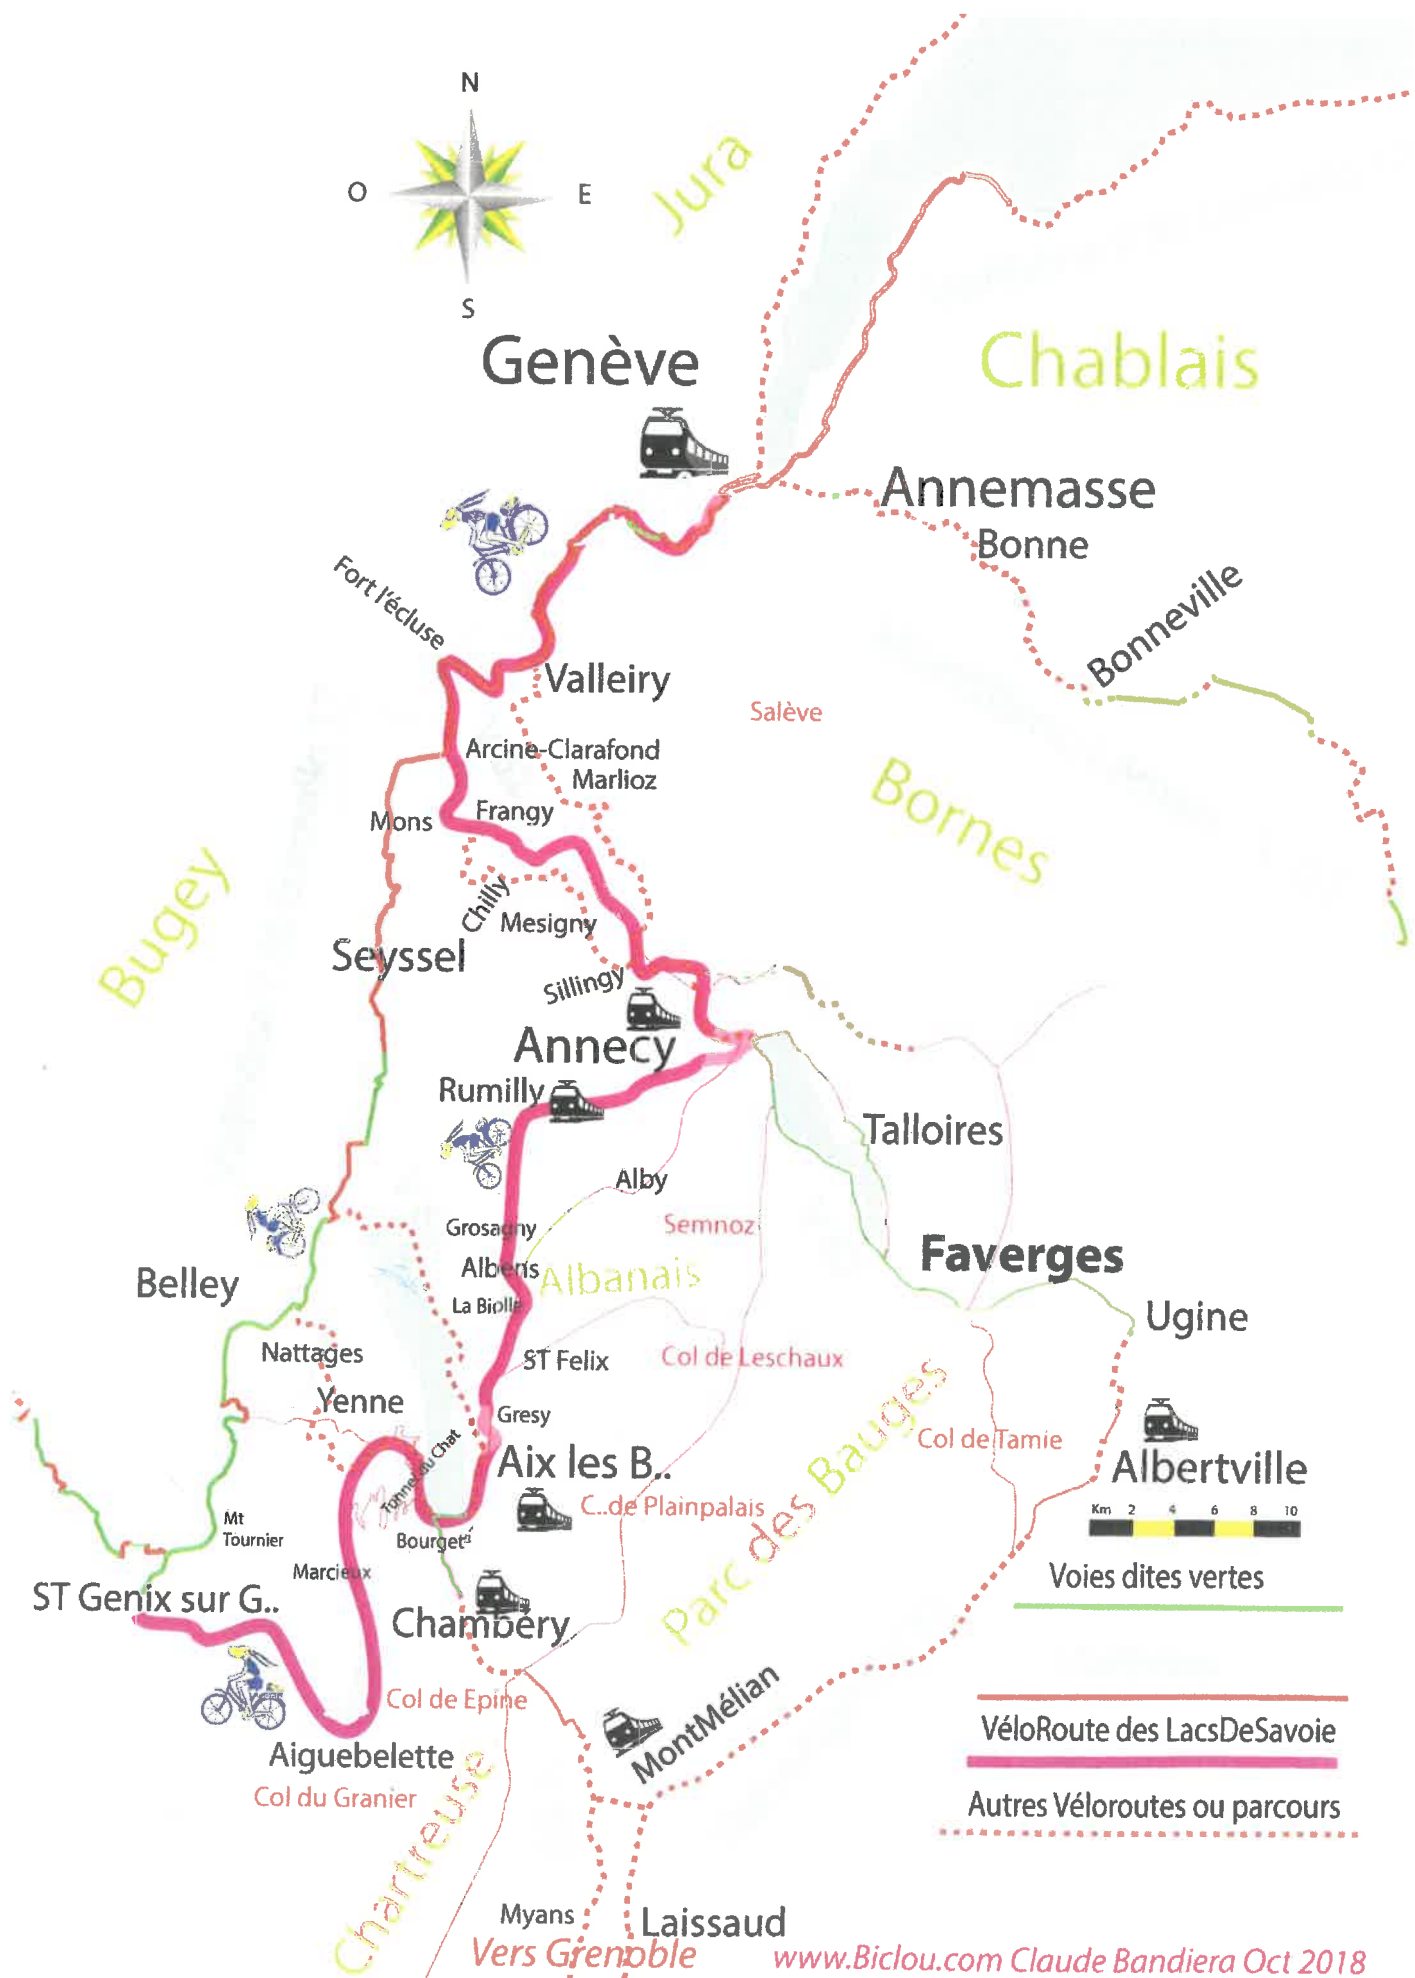 N
O
E
S
Jura
Genève
Chablais
Annemasse
Bonne
Bonneville
Fort l'écluse
Valleiry
Salève
Arcine-Clarafond
Marlioz
Frangy
Mons
Bornes
Bugey
Chilly
Mesigny
Seyssel
Sillingy
Annecy
Rumilly
Talloires
Alby
Grosagny
Semnoz
Faverges
Albens
Albanais
Belley
La Biolle
Ugine
Nattages
ST Felix
Col de Leschaux
Yenne
Gresy
Tunnel du Chat
Aix les B..
Col de Tamie
Albertville
C..de Plainpalais
Parc des Bauges
Km 2 4 6 8 10
Mt
Tournier
Bourget
Marcieux
Voies dites vertes
ST Genix sur G..
Chambéry
Col de Epine
MontMélian
VéloRoute des LacsDeSavoie
Aiguebelette
Col du Granier
Autres Véloroutes ou parcours
Chartreuse
Myans
Laissaud
Vers Grenoble
www.Biclou.com Claude Bandiera Oct 2018